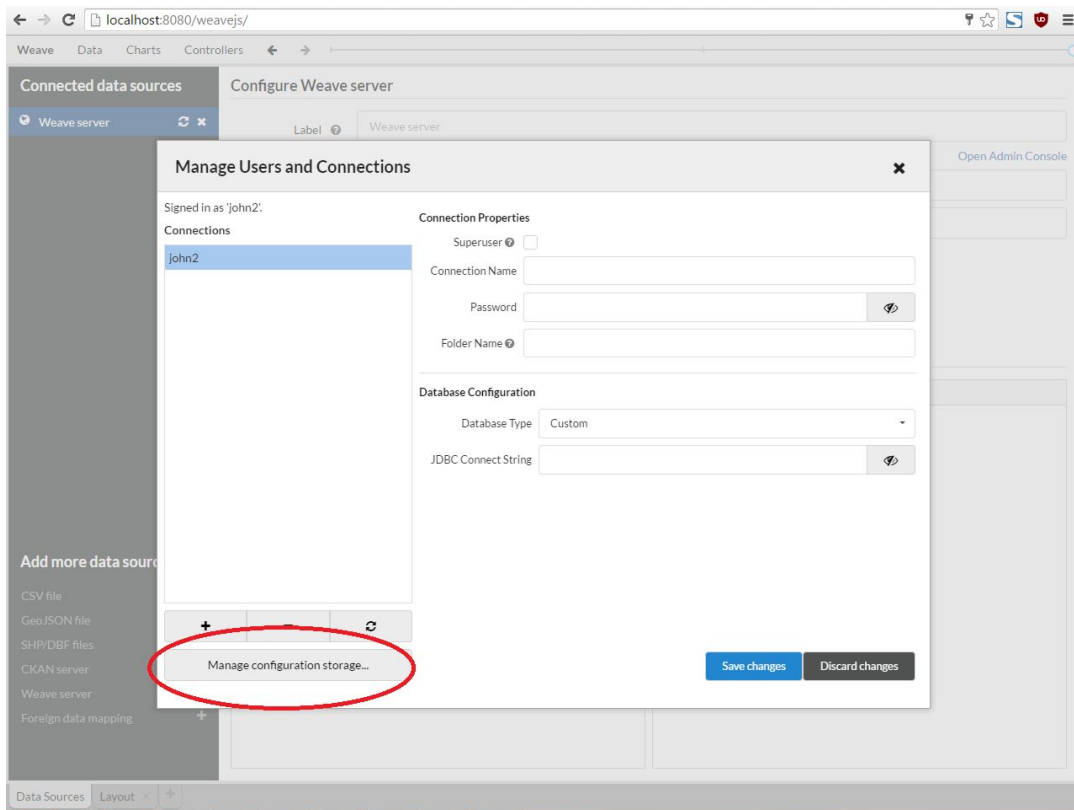 localhost:8080/weavejs/
Weave Data Charts Controllers
Connected data sources
Configure Weave server
Weave server
Label
Weave server
Open Admin Console
Manage Users and Connections
Signed in as 'john2'.
Connections
john2
Connection Properties
Superuser
Connection Name
Password
Folder Name
Database Configuration
Database Type Custom
JDBC Connect String
Add more data sourc
CSV file
GeoJSON file
SHP/DBF files
CKAN server
Weave server
Foreign data mapping
Manage configuration storage...
Save changes Discard changes
Data Sources Layout